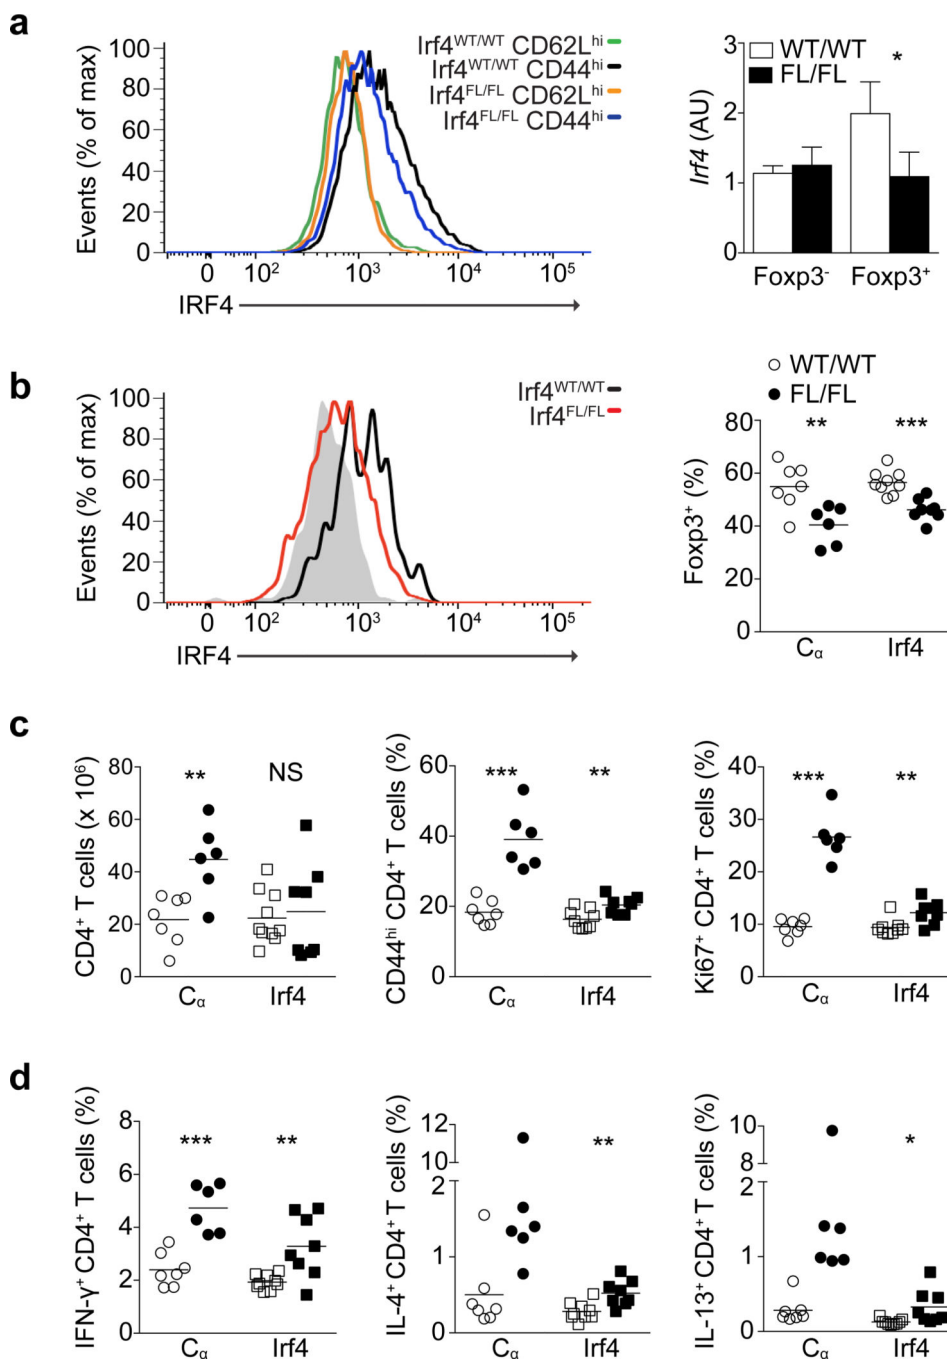 a
Events (% of max)
100
80
60
40
20
0
0 10² 10³ 10⁴ 10⁵
IRF4
Irf4ᵂᵀ/ᵂᵀ CD62Lʰⁱ
Irf4ᵂᵀ/ᵂᵀ CD44ʰⁱ
Irf4ᶠᴸ/ᶠᴸ CD62Lʰⁱ
Irf4ᶠᴸ/ᶠᴸ CD44ʰⁱ
Irf4 (AU)
3
2
1
0
WT/WT
FL/FL
*
Foxp3⁻ Foxp3⁺
b
Events (% of max)
100
80
60
40
20
0
0 10² 10³ 10⁴ 10⁵
IRF4
Irf4ᵂᵀ/ᵂᵀ
Irf4ᶠᴸ/ᶠᴸ
WT/WT
FL/FL
Foxp3⁺ (%)
80
60
40
60
0
** ***
Cα Irf4
c
CD4⁺ T cells (x 10⁶)
80
60
40
20
0
** NS
Cα Irf4
CD44ʰⁱ CD4⁺ T cells (%)
60
40
20
0
*** **
Cα Irf4
Ki67⁺ CD4⁺ T cells (%)
40
30
20
10
0
*** **
Cα Irf4
d
IFN-γ⁺ CD4⁺ T cells (%)
8
6
4
2
0
*** **
Cα Irf4
IL-4⁺ CD4⁺ T cells (%)
12
10
2
1
0
**
Cα Irf4
IL-13⁺ CD4⁺ T cells (%)
10
8
2
1
0
*
Cα Irf4